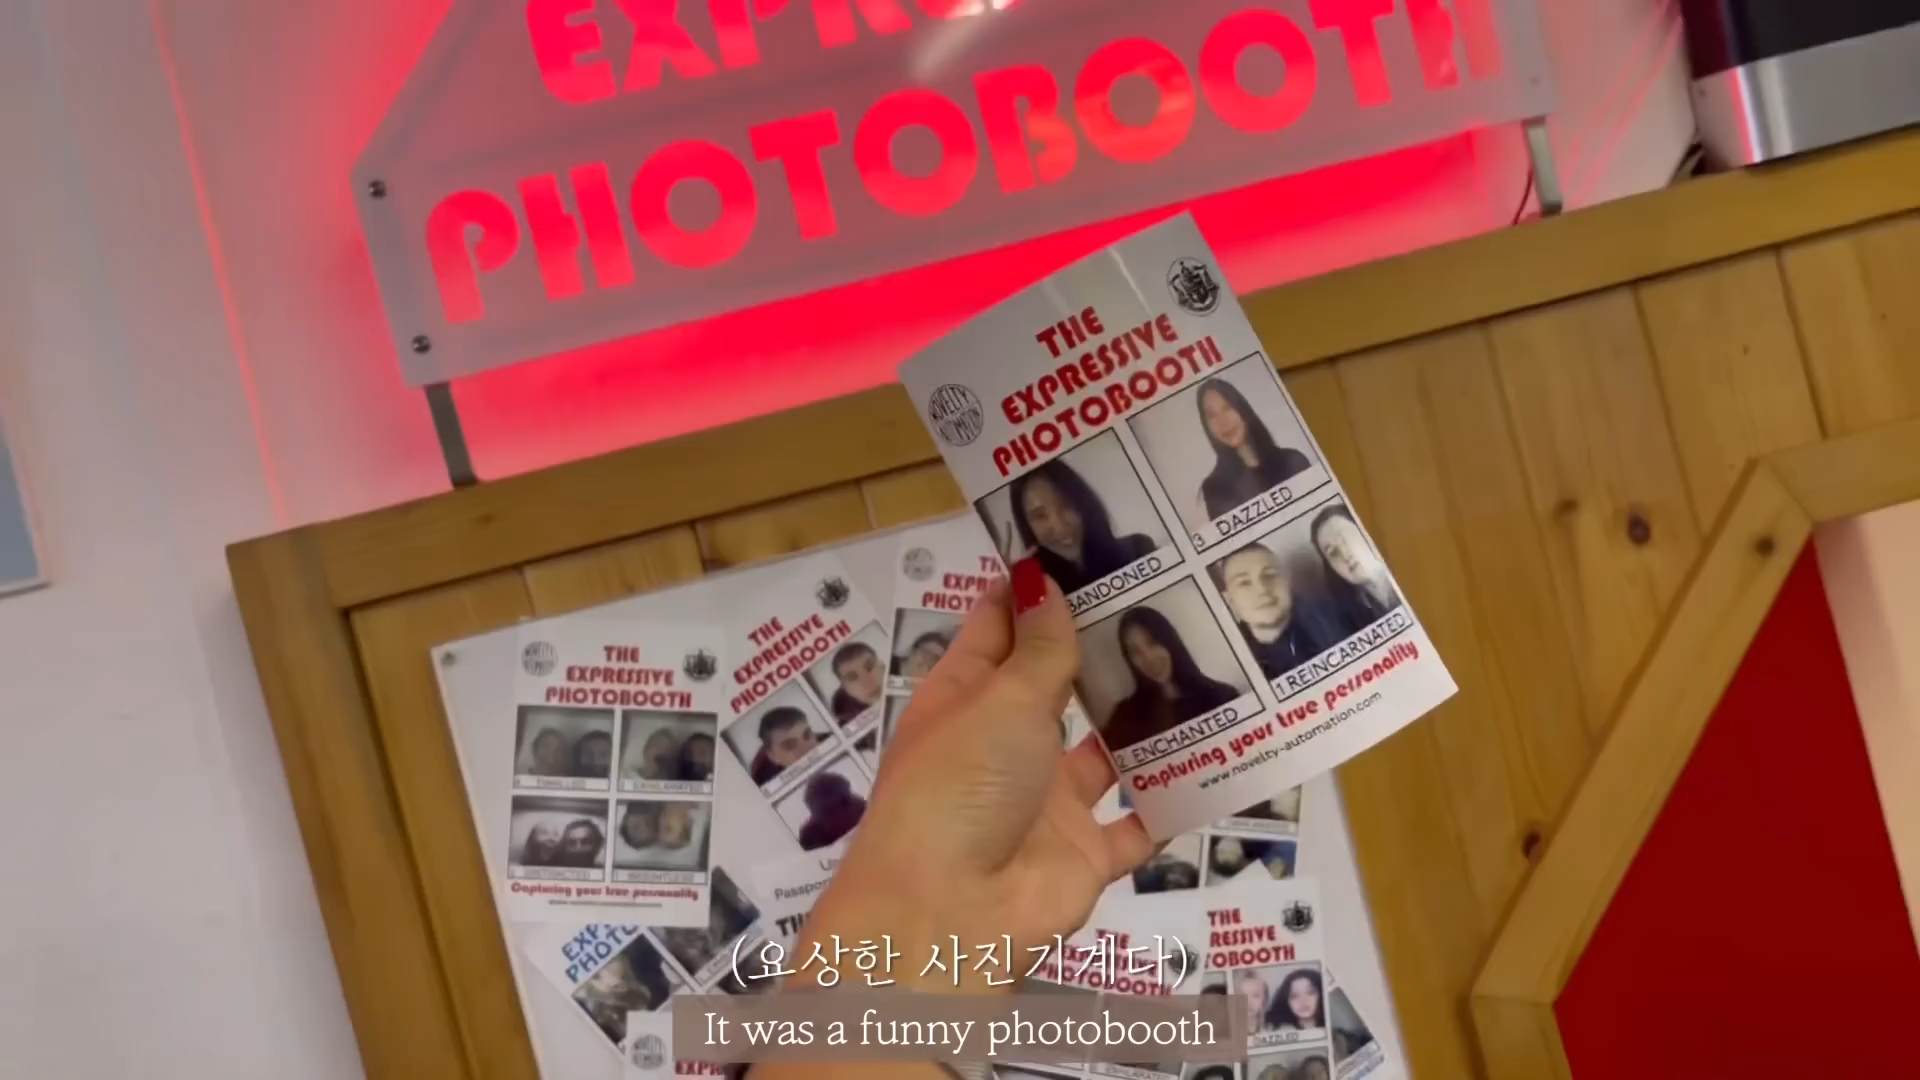 PHOTOBOOTH
THE
EXPRESSIVE
PHOTOBOOTH
NOVELTY
AUTOMATION
BANDONED
3 DAZZLED
2 ENCHANTED
1 REINCARNATED
Capturing your true personality
www.novelty-automation.com
THE
EXPRESSIVE
PHOTOBOOTH
Capturing your true personality
THE
EXPRESSIVE
PHOTOBOOTH
THE
RESSIVE
DAZZLED
(요상한 사진기계다)
It was a funny photobooth